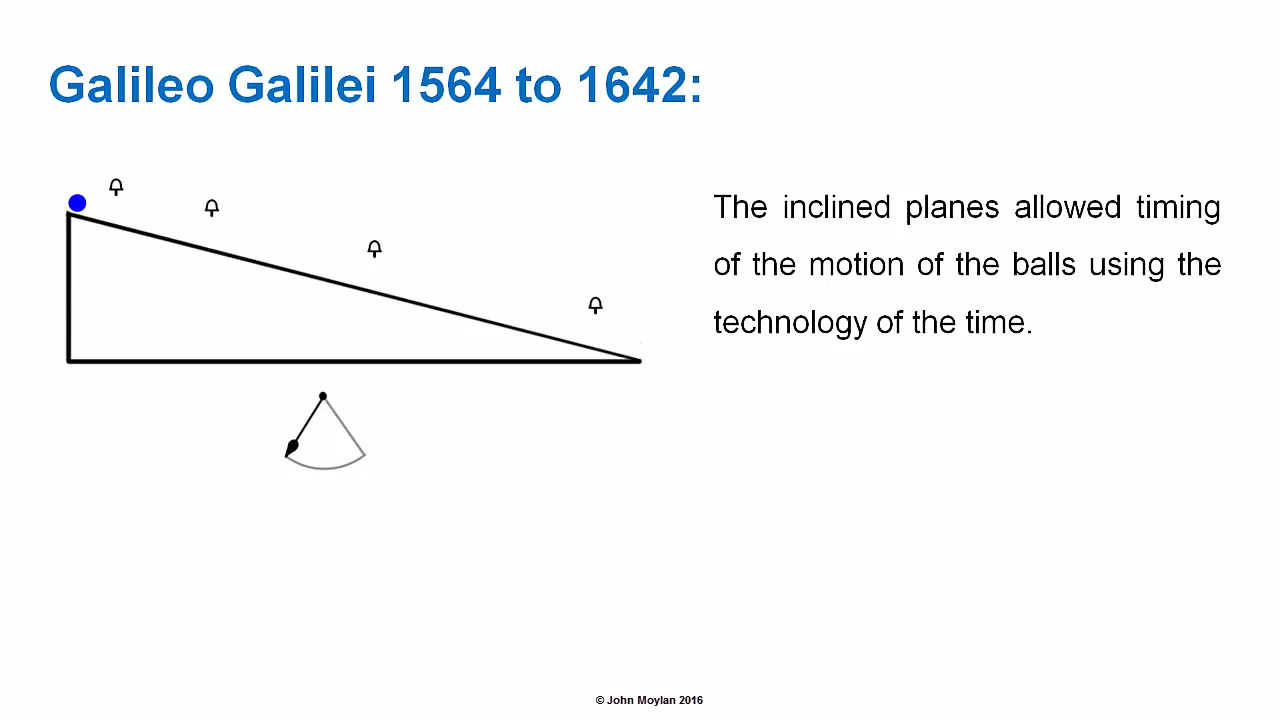 Galileo Galilei 1564 to 1642:
The inclined planes allowed timing
of the motion of the balls using the
technology of the time.
© John Moylan 2016